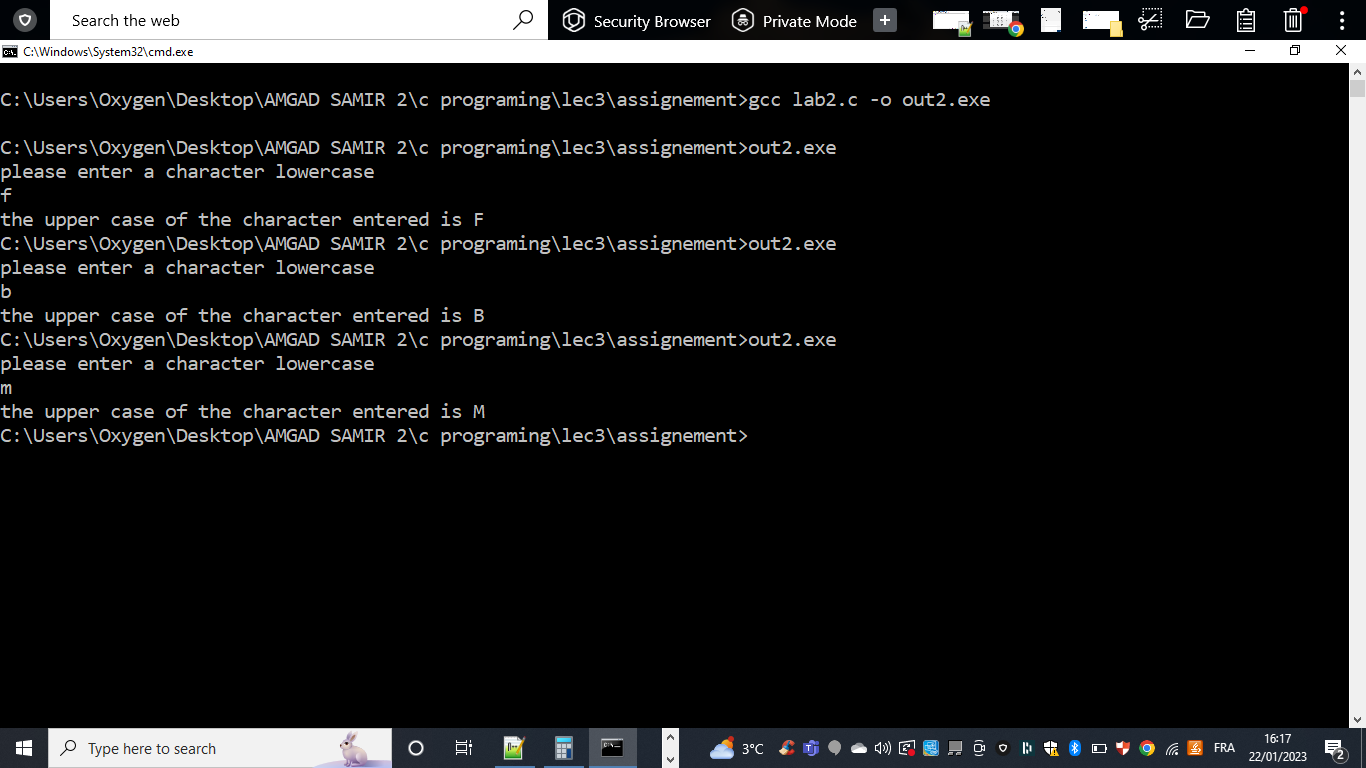 Search the web
Security Browser
Private Mode
C:\Windows\System32\cmd.exe
C:\Users\Oxygen\Desktop\AMGAD SAMIR 2\c programing\lec3\assignement>gcc lab2.c -o out2.exe
C:\Users\Oxygen\Desktop\AMGAD SAMIR 2\c programing\lec3\assignement>out2.exe
please enter a character lowercase
f
the upper case of the character entered is F
C:\Users\Oxygen\Desktop\AMGAD SAMIR 2\c programing\lec3\assignement>out2.exe
please enter a character lowercase
b
the upper case of the character entered is B
C:\Users\Oxygen\Desktop\AMGAD SAMIR 2\c programing\lec3\assignement>out2.exe
please enter a character lowercase
m
the upper case of the character entered is M
C:\Users\Oxygen\Desktop\AMGAD SAMIR 2\c programing\lec3\assignement>
Type here to search
3°C
FRA
16:17
22/01/2023
2